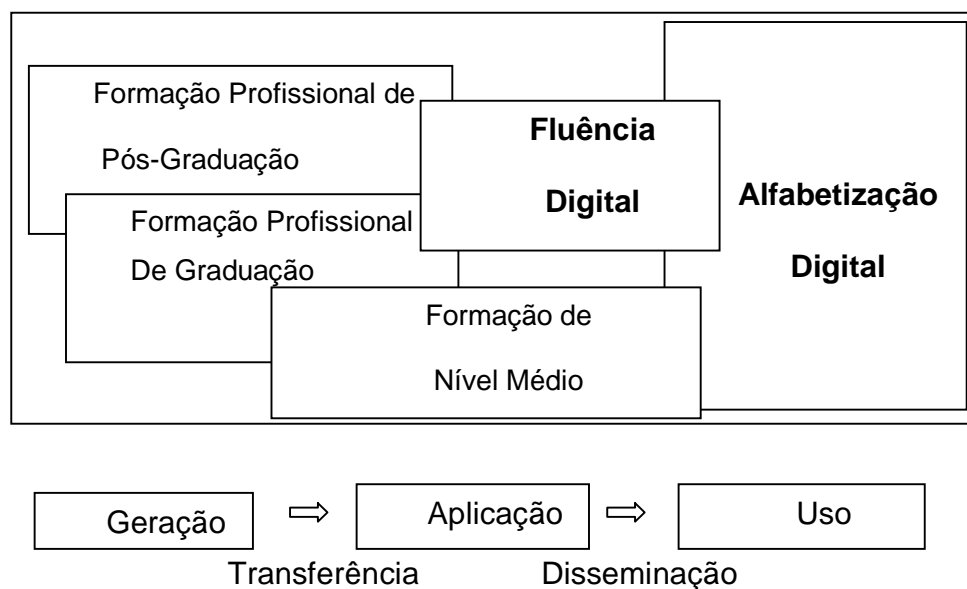 Formação Profissional de
Pós-Graduação
Formação Profissional
De Graduação
Fluência
Digital
Alfabetização
Digital
Formação de
Nível Médio
Geração
Aplicação
Uso
Transferência
Disseminação